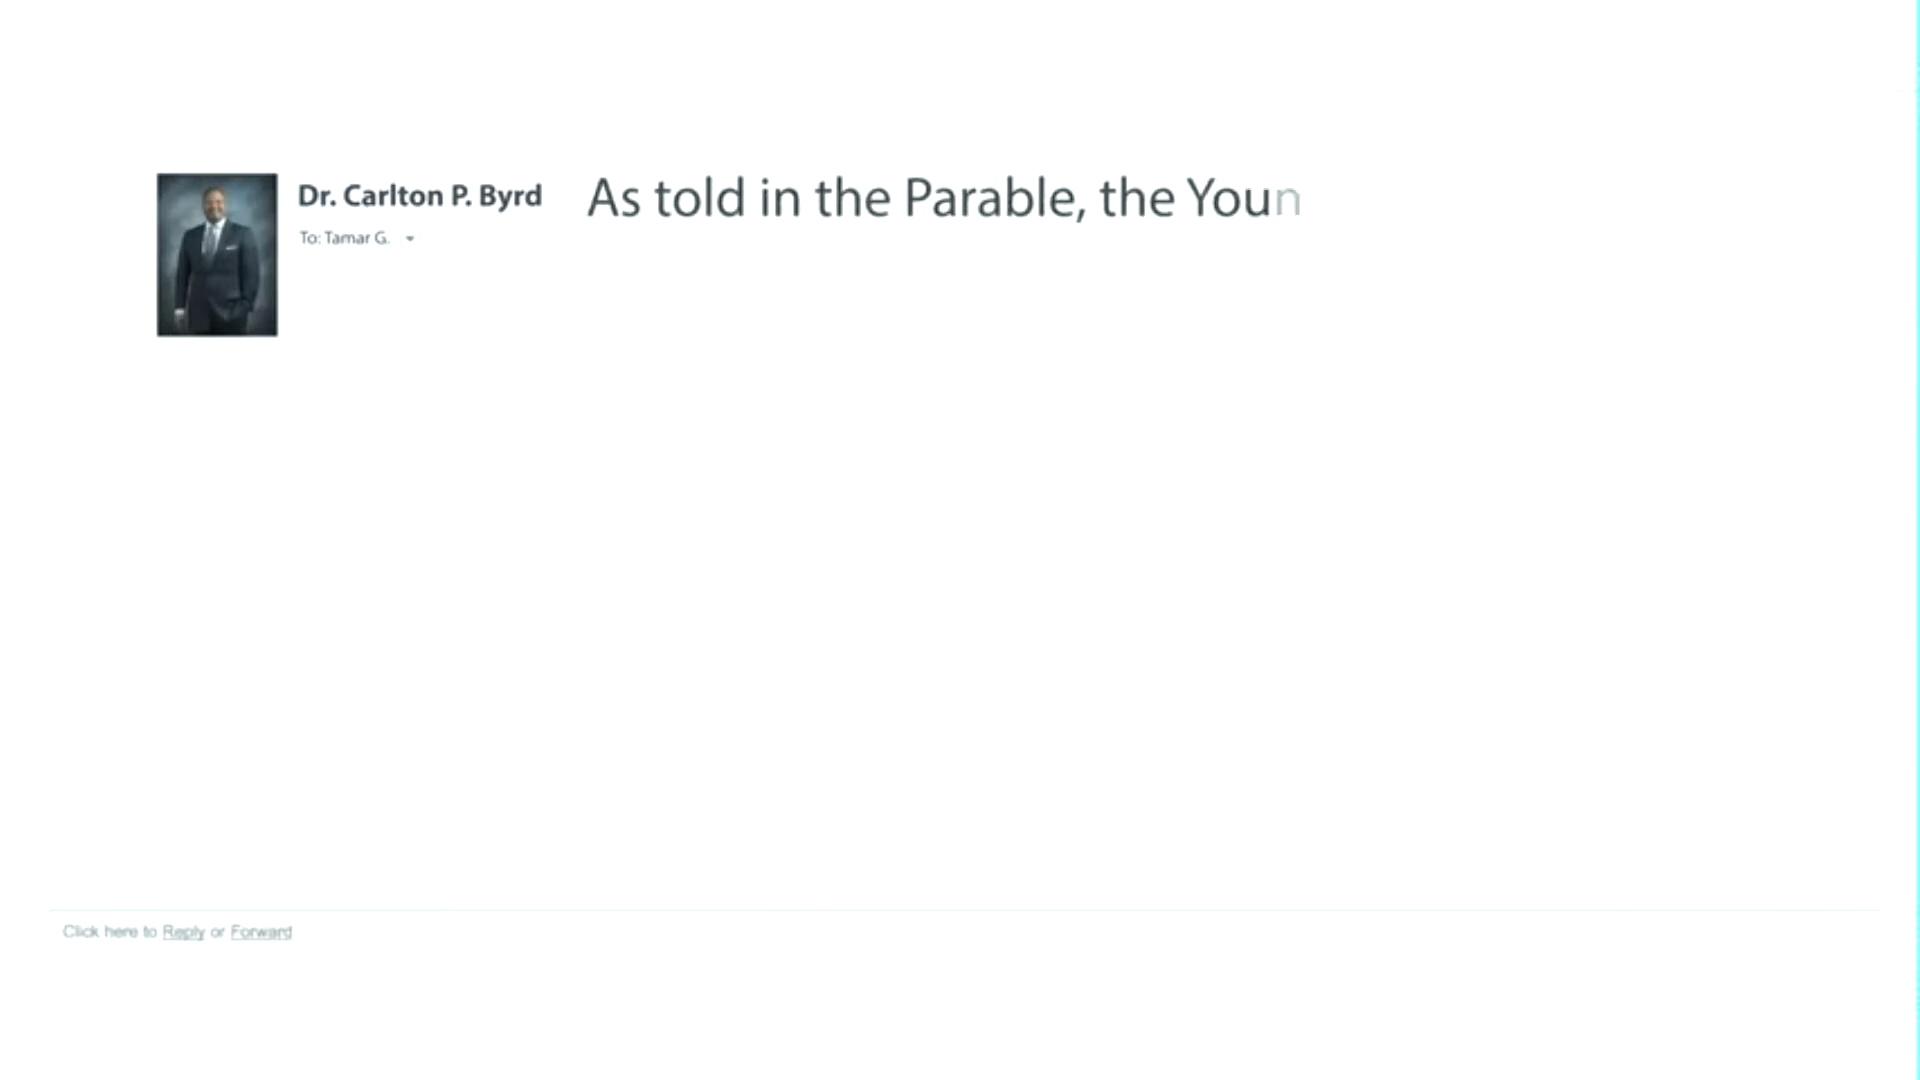 Dr. Carlton P. Byrd
To: Tamar G.
As told in the Parable, the Youn
Click here to Reply or Forward